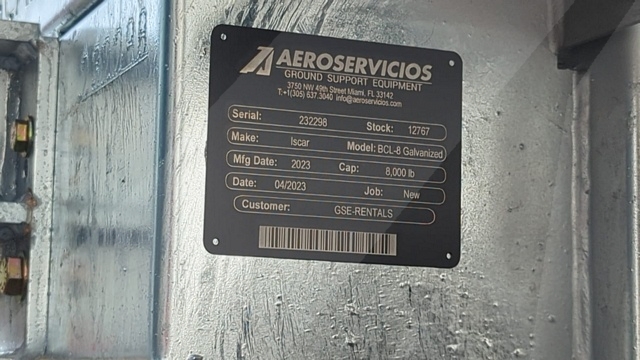 AEROSERVICIOS
GROUND SUPPORT EQUIPMENT
3750 NW 49th Street Miami, FL 33142
T:+1(305) 637.3040 info@aeroservicios.com
Serial: 232298 Stock: 12767
Make: Iscar Model: BCL-8 Galvanized
Mfg Date: 2023 Cap: 8,000 lb
Date: 04/2023 Job: New
Customer: GSE-RENTALS